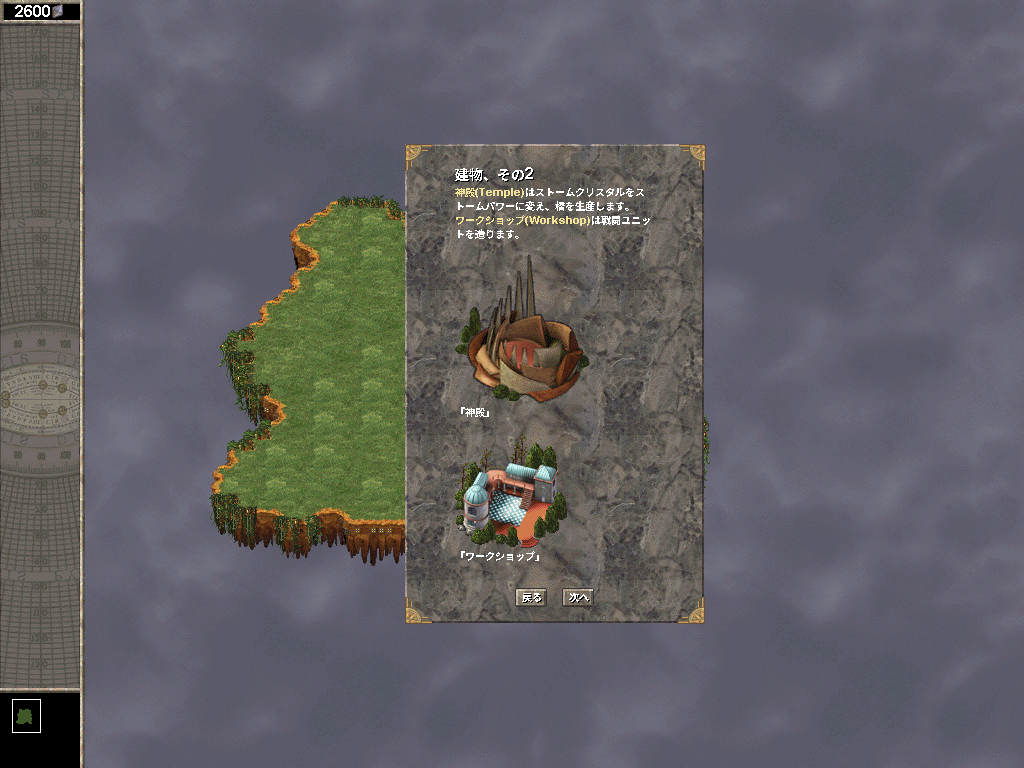 2600
建物、その2
神殿(Temple)はストームクリスタルをス
トームパワーに変え、橋を生産します。
ワークショップ(Workshop)は戦闘ユニッ
トを造ります。
『神殿』
『ワークショップ』
戻る 次へ